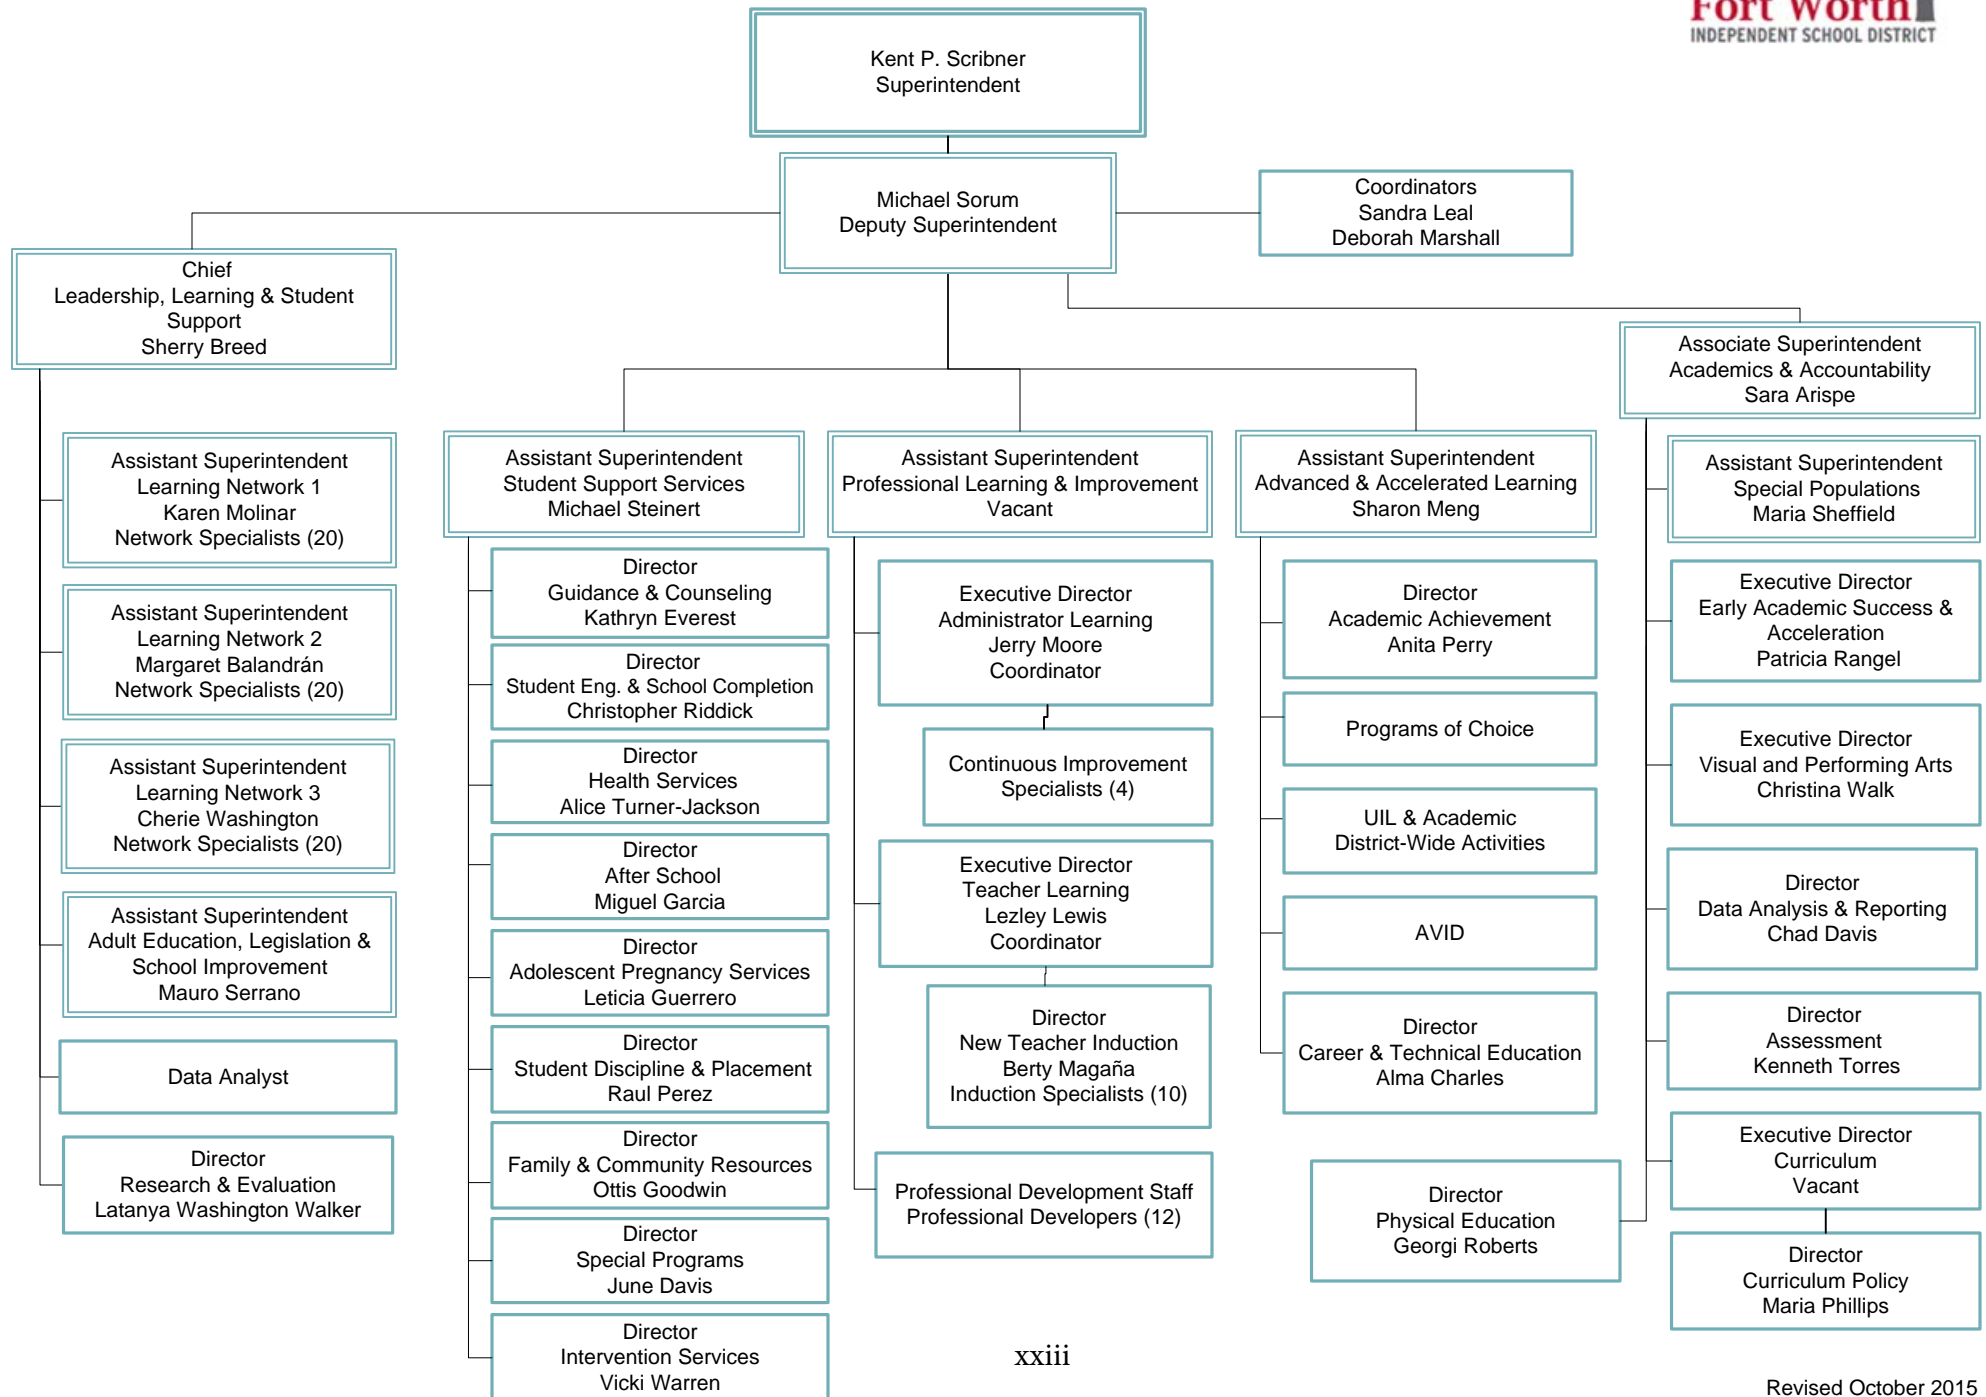 Fort Worth
INDEPENDENT SCHOOL DISTRICT
Kent P. Scribner
Superintendent
Michael Sorum
Deputy Superintendent
Coordinators
Sandra Leal
Deborah Marshall
Chief
Leadership, Learning & Student
Support
Sherry Breed
Assistant Superintendent
Learning Network 1
Karen Molinar
Network Specialists (20)
Assistant Superintendent
Learning Network 2
Margaret Balandrán
Network Specialists (20)
Assistant Superintendent
Learning Network 3
Cherie Washington
Network Specialists (20)
Assistant Superintendent
Adult Education, Legislation &
School Improvement
Mauro Serrano
Data Analyst
Director
Research & Evaluation
Latanya Washington Walker
Assistant Superintendent
Student Support Services
Michael Steinert
Director
Guidance & Counseling
Kathryn Everest
Director
Student Eng. & School Completion
Christopher Riddick
Director
Health Services
Alice Turner-Jackson
Director
After School
Miguel Garcia
Director
Adolescent Pregnancy Services
Leticia Guerrero
Director
Student Discipline & Placement
Raul Perez
Director
Family & Community Resources
Ottis Goodwin
Director
Special Programs
June Davis
Director
Intervention Services
Vicki Warren
Assistant Superintendent
Professional Learning & Improvement
Vacant
Executive Director
Administrator Learning
Jerry Moore
Coordinator
Continuous Improvement
Specialists (4)
Executive Director
Teacher Learning
Lezley Lewis
Coordinator
Director
New Teacher Induction
Berty Magaña
Induction Specialists (10)
Professional Development Staff
Professional Developers (12)
Assistant Superintendent
Advanced & Accelerated Learning
Sharon Meng
Director
Academic Achievement
Anita Perry
Programs of Choice
UIL & Academic
District-Wide Activities
AVID
Director
Career & Technical Education
Alma Charles
Associate Superintendent
Academics & Accountability
Sara Arispe
Assistant Superintendent
Special Populations
Maria Sheffield
Executive Director
Early Academic Success &
Acceleration
Patricia Rangel
Executive Director
Visual and Performing Arts
Christina Walk
Director
Data Analysis & Reporting
Chad Davis
Director
Assessment
Kenneth Torres
Executive Director
Curriculum
Vacant
Director
Physical Education
Georgi Roberts
Director
Curriculum Policy
Maria Phillips
xxiii
Revised October 2015